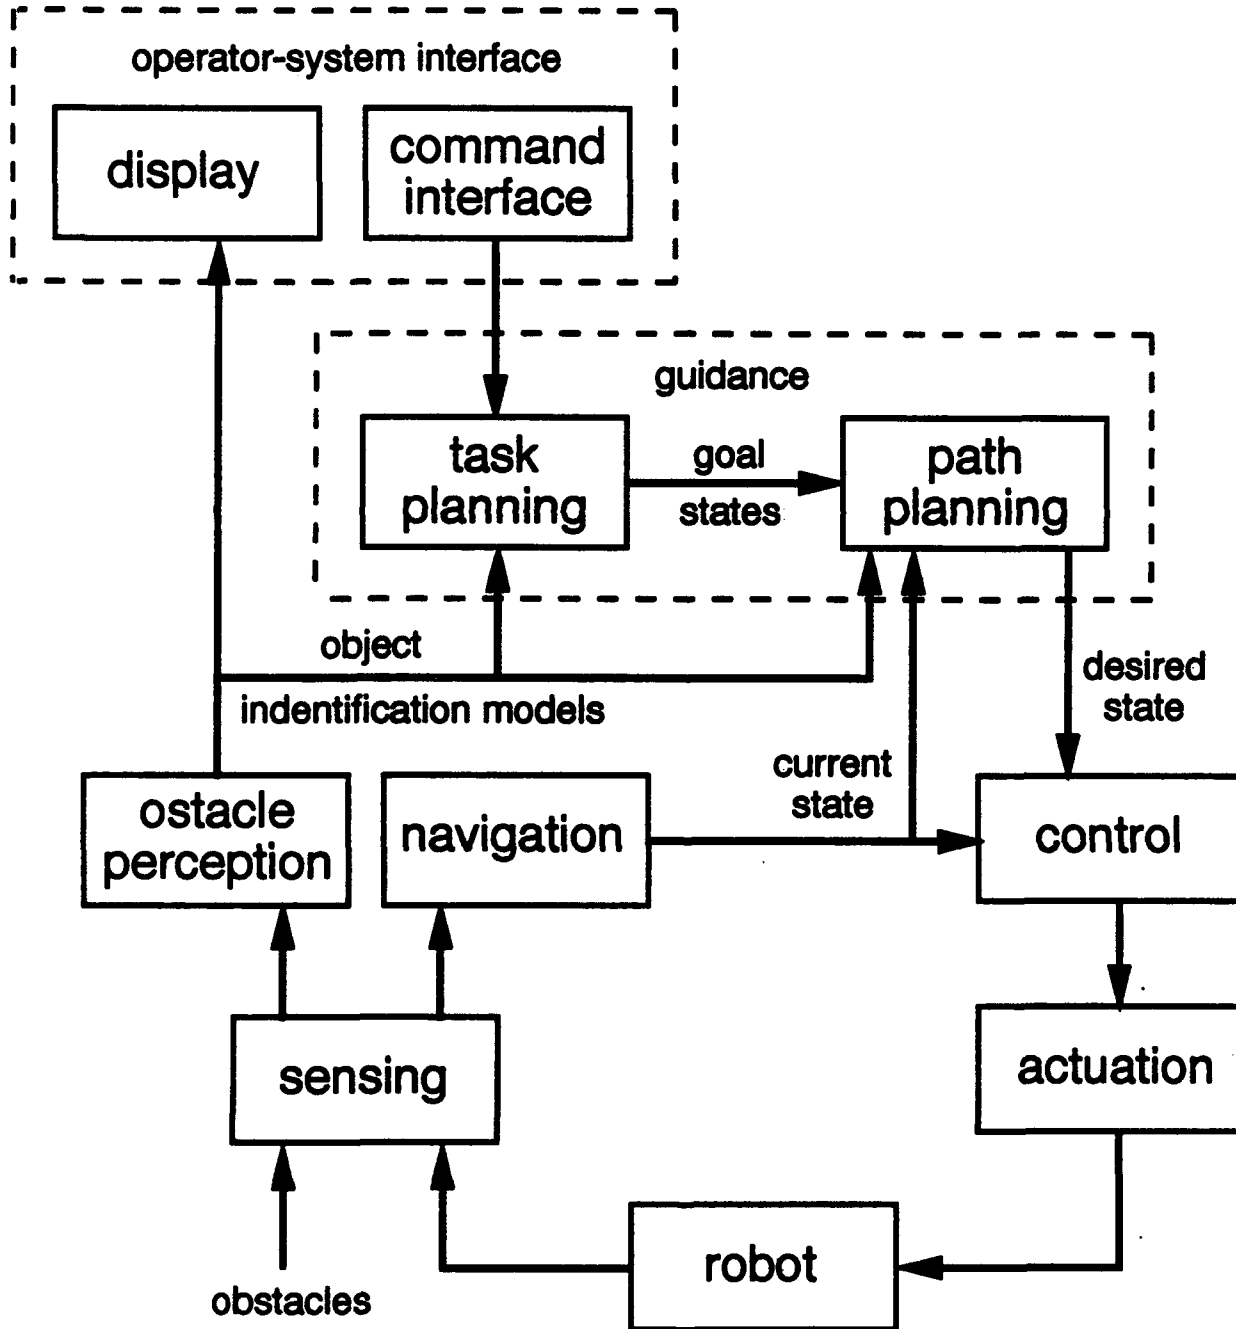 operator-system interface
display
command
interface
guidance
task
planning
goal
states
path
planning
object
indentification models
desired
state
current
state
ostacle
perception
navigation
control
sensing
actuation
robot
obstacles